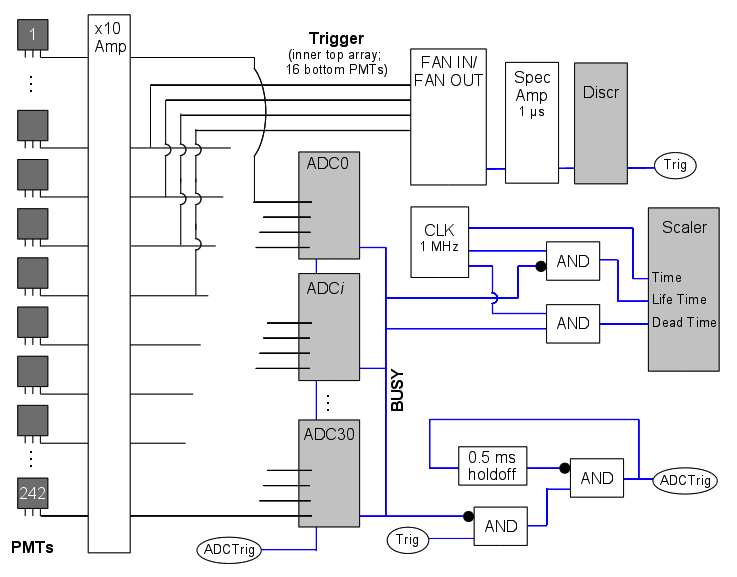 1
x10
Amp
Trigger
(inner top array;
16 bottom PMTs)
FAN IN/
FAN OUT
Spec
Amp
1 µs
Discr
Trig
ADC0
CLK
1 MHz
AND
Scaler
Time
Life Time
Dead Time
AND
ADCi
BUSY
ADC30
0.5 ms
holdoff
AND
ADCTrig
242
AND
Trig
ADCTrig
PMTs